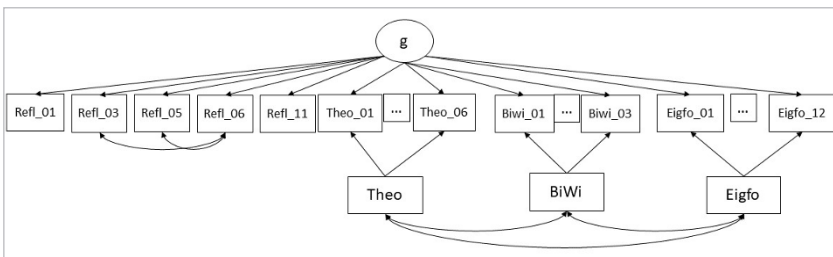 g
Refl_01 Refl_03 Refl_05 Refl_06 Refl_11 Theo_01 ... Theo_06 Biwi_01 ... Biwi_03 Eigfo_01 ... Eigfo_12
Theo BiWi Eigfo